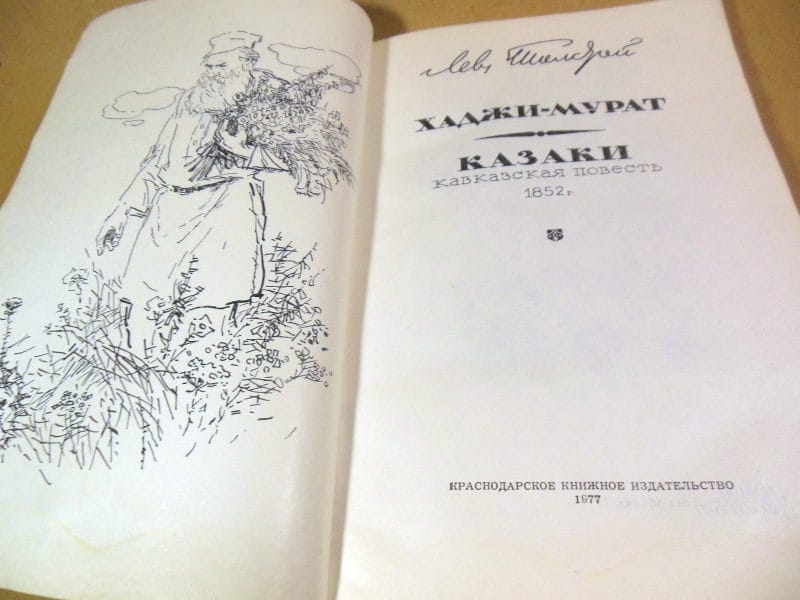 Лев Толстой
ХАДЖИ-МУРАТ
КАЗАКИ
кавказская повесть
1852 г.
КРАСНОДАРСКОЕ КНИЖНОЕ ИЗДАТЕЛЬСТВО
1977